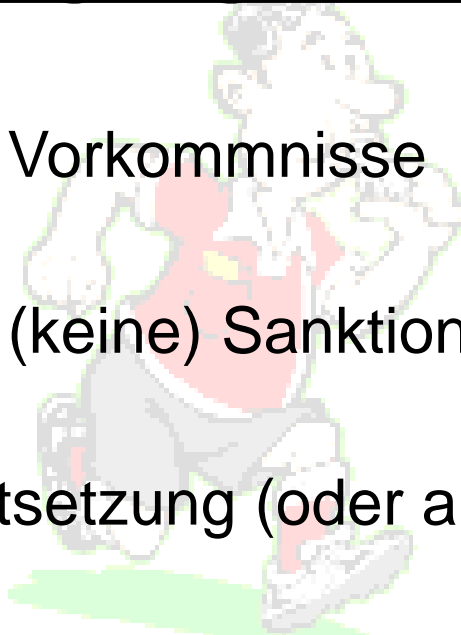 Vorkommnisse
(keine) Sanktion
tsetzung (oder a